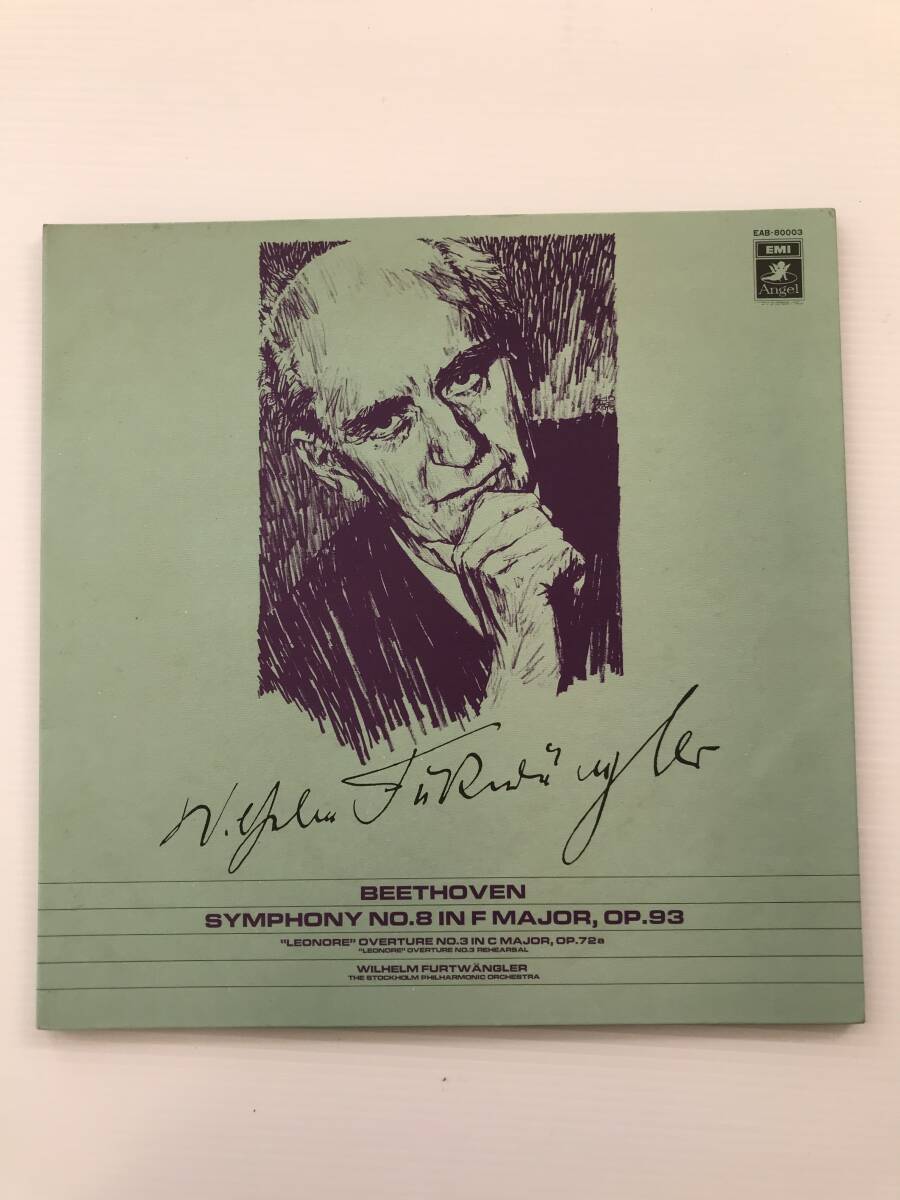 EAB-80003
EMI
Angel
Wilhelm Furtwängler
BEETHOVEN
SYMPHONY NO.8 IN F MAJOR, OP.93
"LEONORE" OVERTURE NO.3 IN C MAJOR, OP.72a
"LEONORE" OVERTURE NO.3 REHEARSAL
WILHELM FURTWÄNGLER
THE STOCKHOLM PHILHARMONIC ORCHESTRA